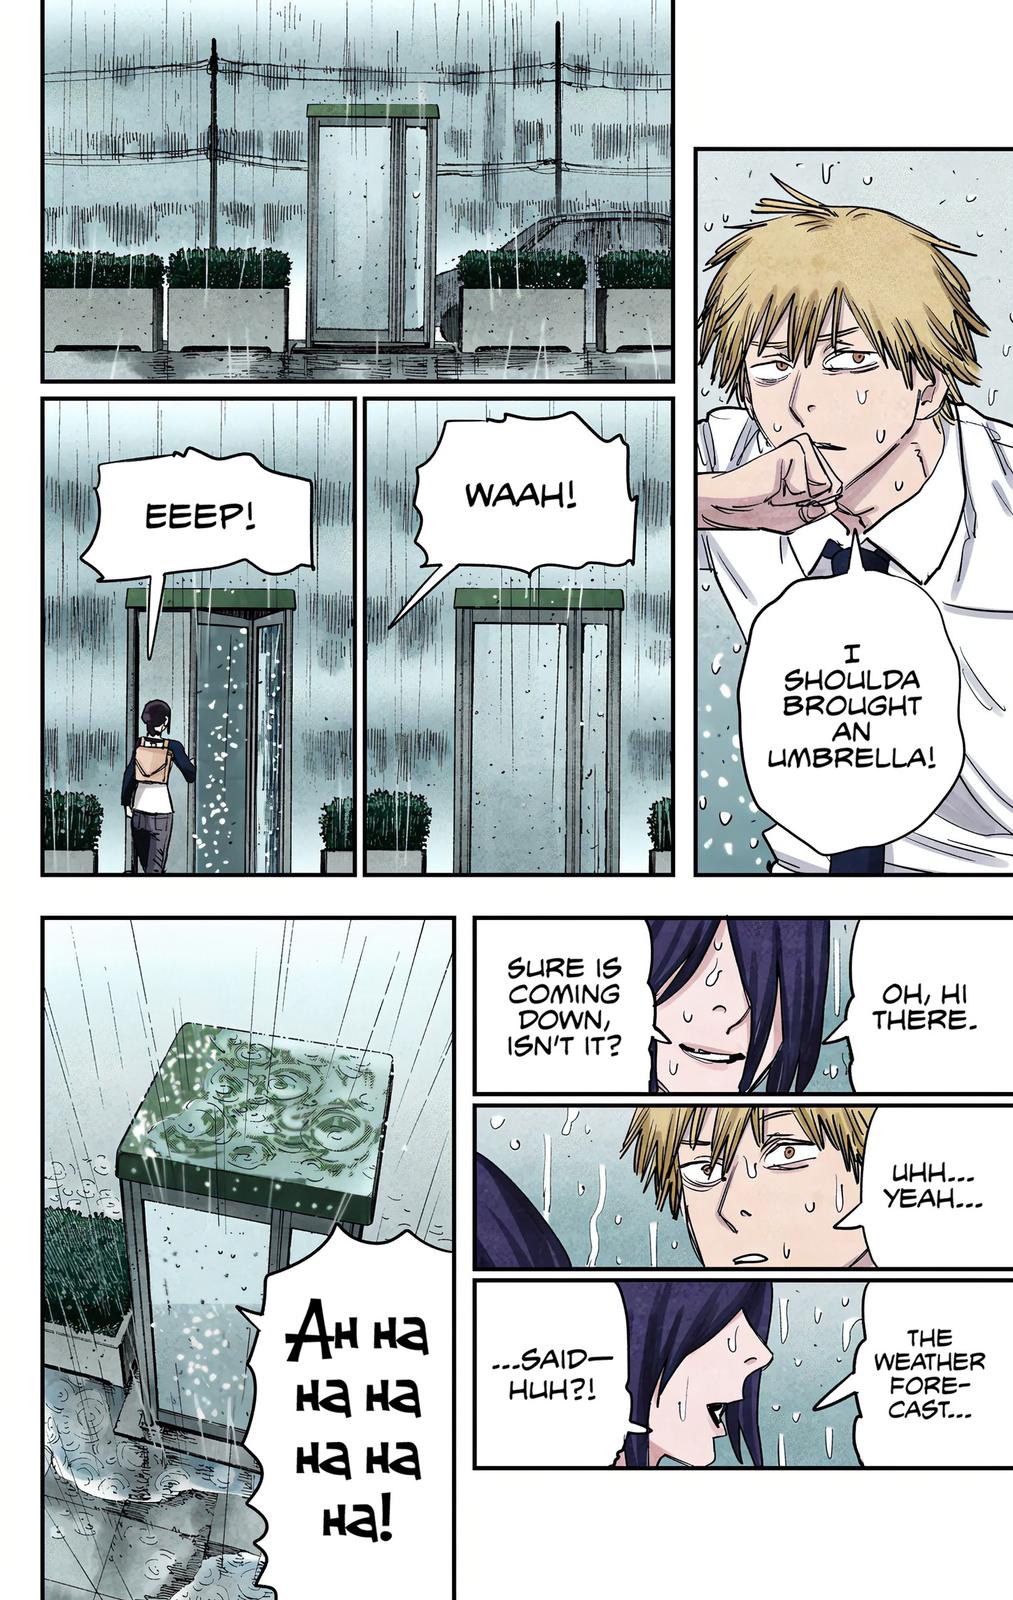 I
SHOULDA
BROUGHT
AN
UMBRELLA!
WAAH!
EEEP!
OH, HI
THERE.
SURE IS
COMING
DOWN,
ISN'T IT?
UHH...
YEAH...
THE
WEATHER
FORE-
CAST...
...SAID—
HUH?!
AH HA
HA HA
HA HA
HA!